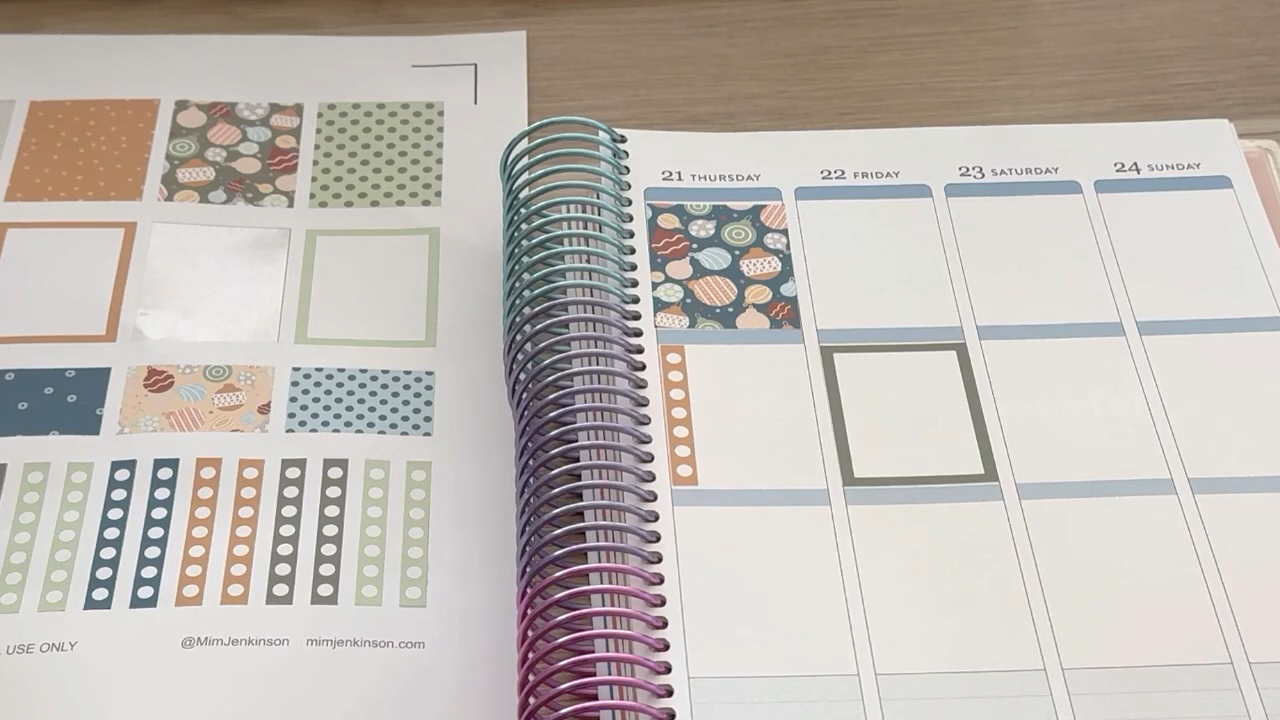 21 THURSDAY
22 FRIDAY
23 SATURDAY
24 SUNDAY
USE ONLY
@MimJenkinson
mimjenkinson.com